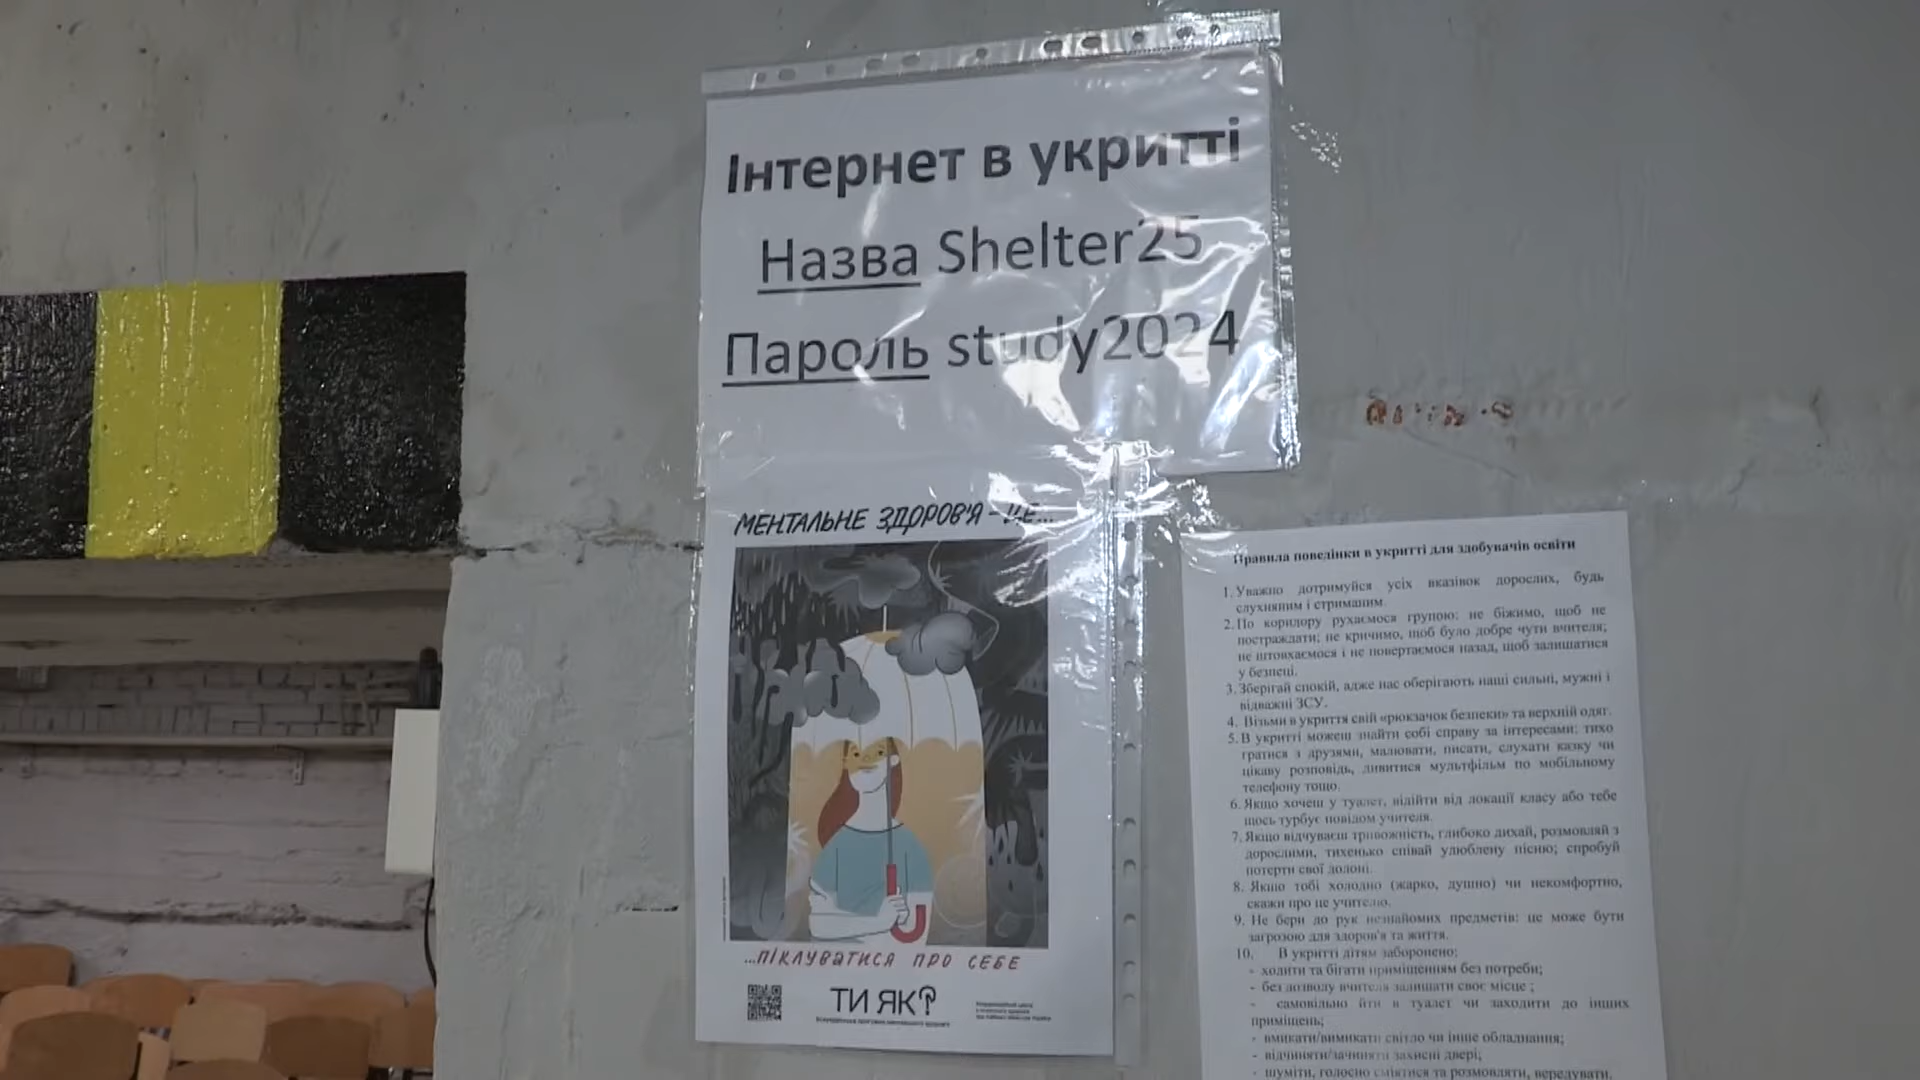 Інтернет в укритті
Назва Shelter25
Пароль study2024
МЕНТАЛЬНЕ ЗДОРОВ'Я - ЦЕ...
...ПІКЛУВАТИСЯ ПРО СЕБЕ
ТИ ЯК?
Правила поведінки в укритті для здобувачів освіти
1. Уважно дотримуйся усіх вказівок дорослих, будь
слухняним і стриманим.
2. По коридору рухаємося групою: не біжимо, щоб не
постраждати; не кричимо, щоб було добре чути вчителя;
не штовхаємося і не повертаємося назад, щоб залишатися
у безпеці.
3. Зберігай спокій, адже нас оберігають наші сильні, мужні і
відважні ЗСУ.
4. Візьми в укриття свій «рюкзачок безпеки» та верхній одяг.
5. В укритті можеш знайти собі справу за інтересами: тихо
гратися з друзями, малювати, писати, слухати казку чи
цікаву розповідь, дивитися мультфільм по мобільному
телефону тощо.
6. Якщо хочеш у туалет, відійти від локації класу або тебе
щось турбує повідом учителя.
7. Якщо відчуваєш тривожність, глибоко дихай, розмовляй з
дорослими, тихенько співай улюблену пісню; спробуй
потерти свої долоні.
8. Якщо тобі холодно (жарко, душно) чи некомфортно,
скажи про це учителю.
9. Не бери до рук незнайомих предметів: це може бути
загрозою для здоров'я та життя.
10. В укритті дітям заборонено:
- ходити та бігати приміщенням без потреби;
- без дозволу вчителя залишати своє місце ;
- самовільно йти в туалет чи заходити до інших
приміщень;
- вмикати/вимикати світло чи інше обладнання;
- відчиняти/зачиняти захисні двері;
- шуміти, голосно сміятися та розмовляти, вередувати.